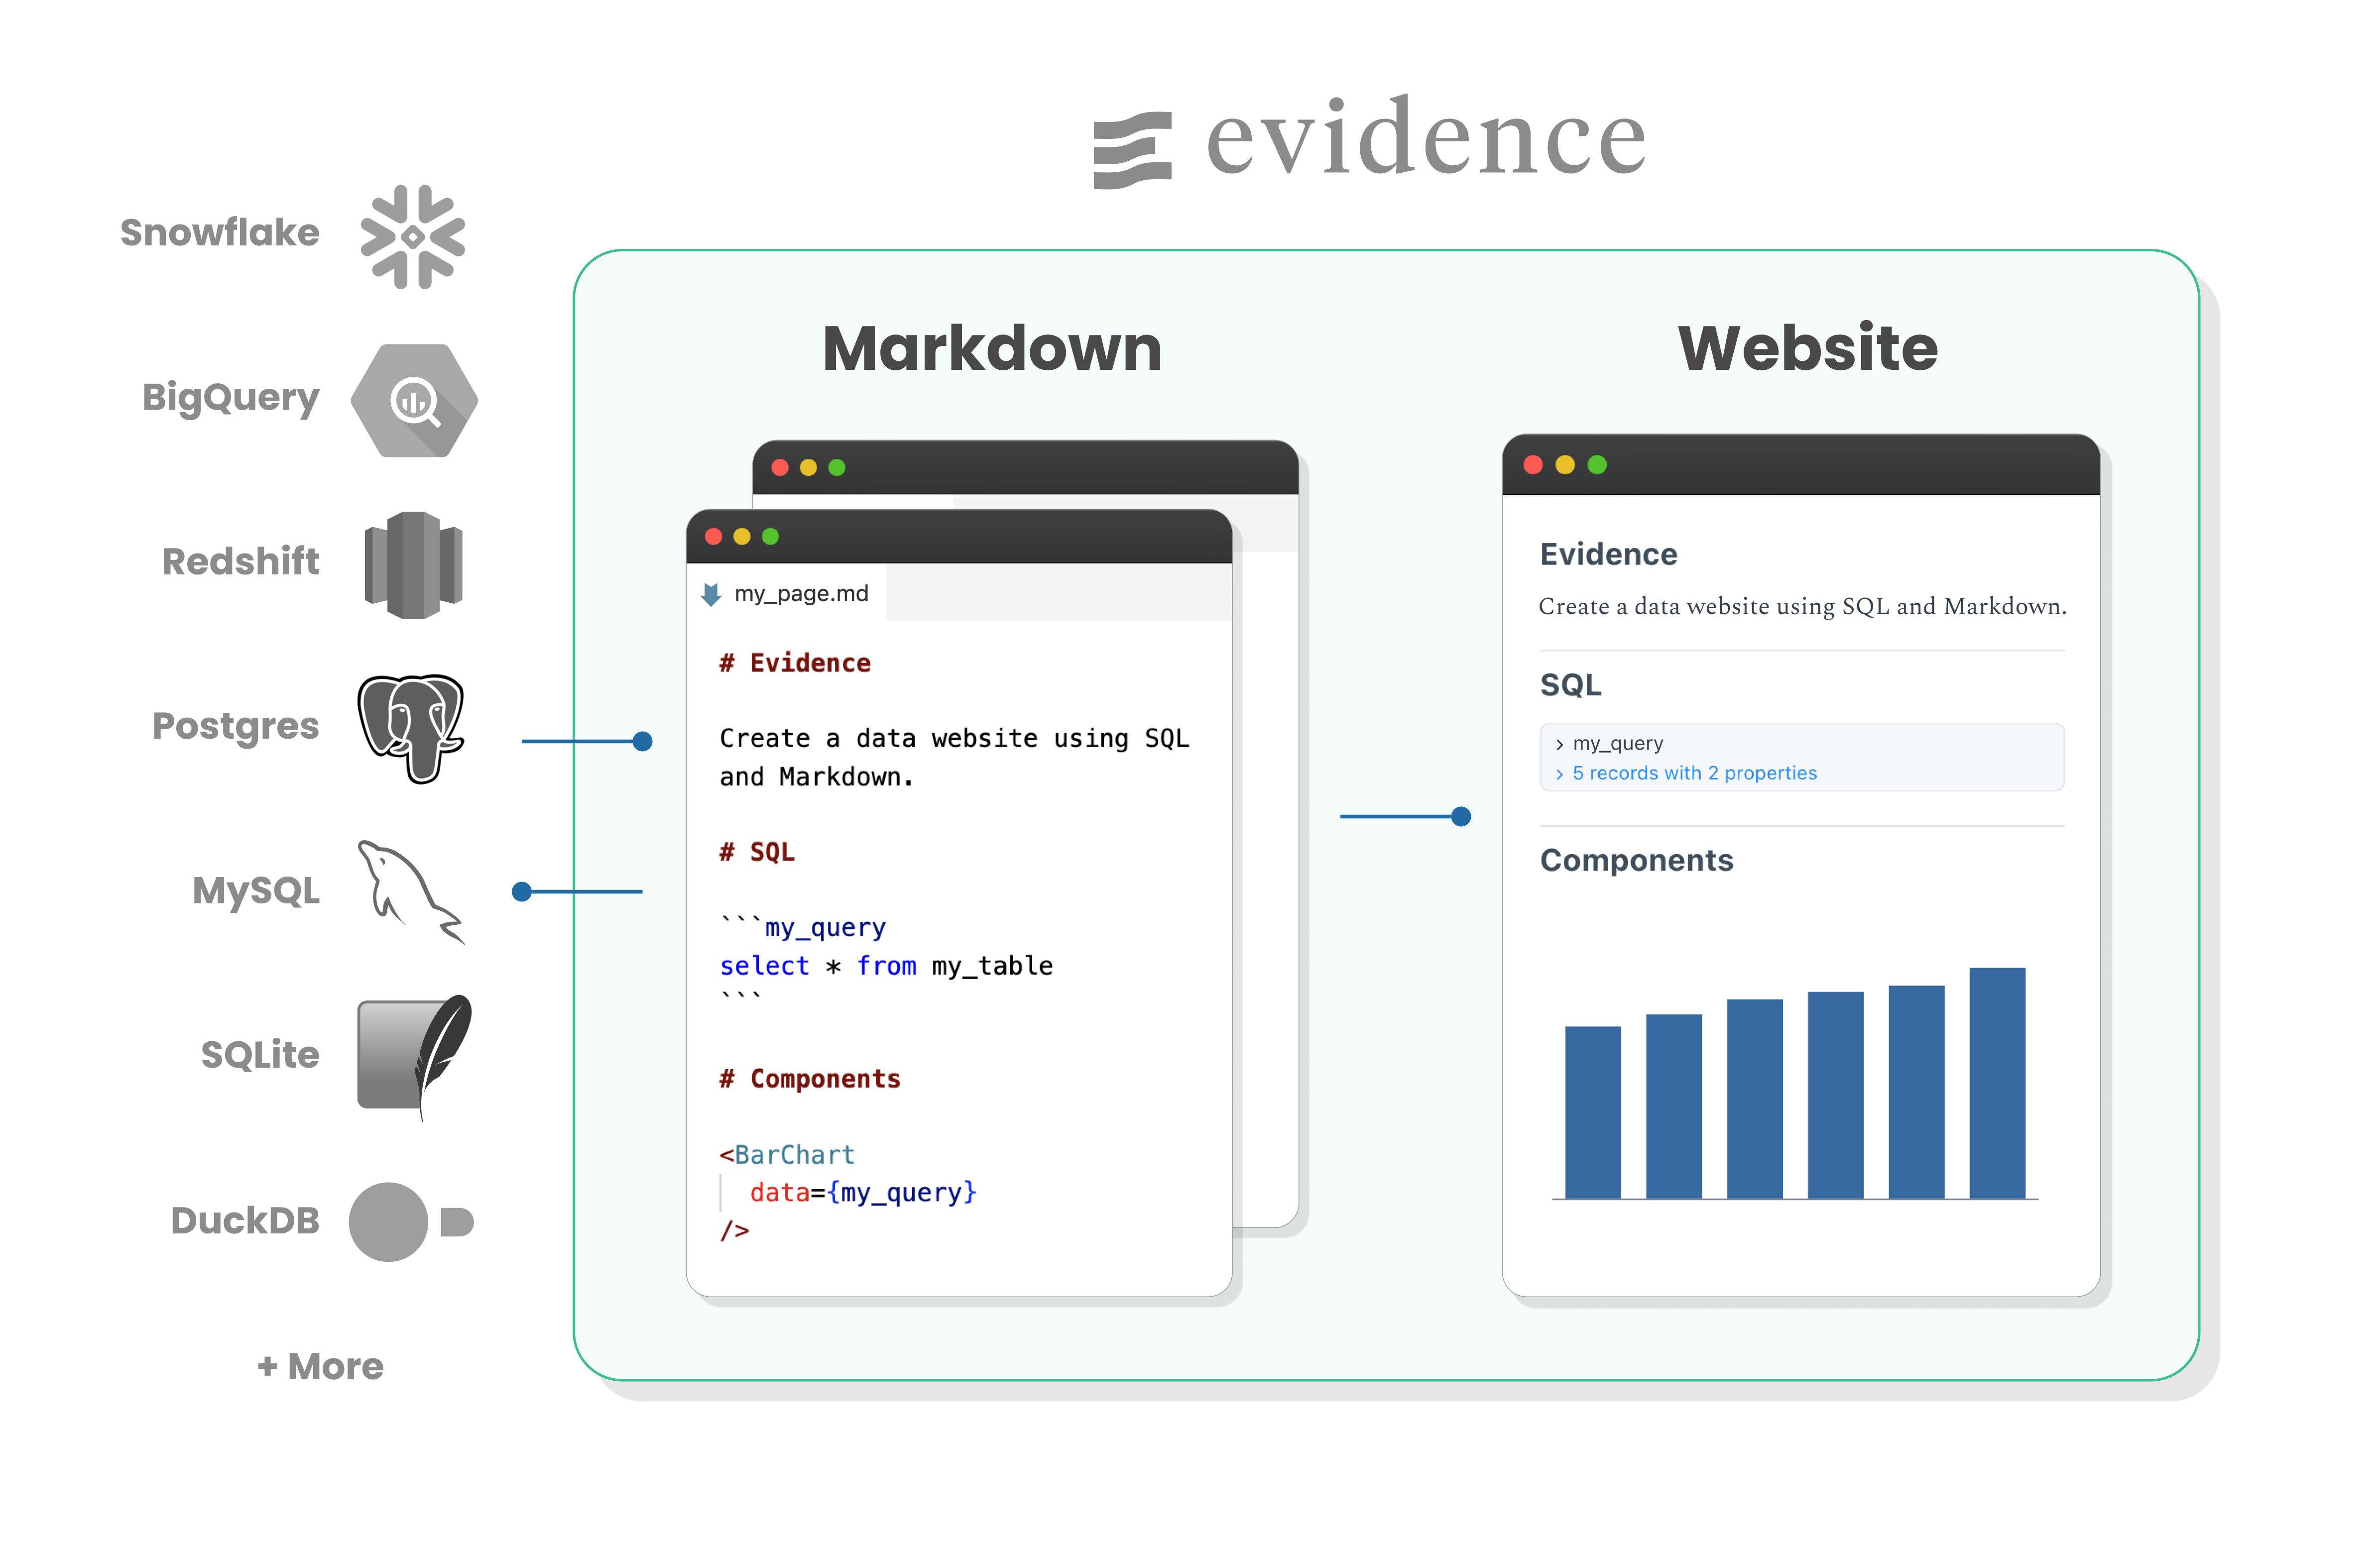 evidence
Snowflake
BigQuery
Redshift
Postgres
MySQL
SQLite
DuckDB
+ More
Markdown
my_page.md
# Evidence
Create a data website using SQL
and Markdown.
# SQL
```my_query
select * from my_table
```
# Components
<BarChart
data={my_query}
/>
Website
Evidence
Create a data website using SQL and Markdown.
SQL
> my_query
> 5 records with 2 properties
Components